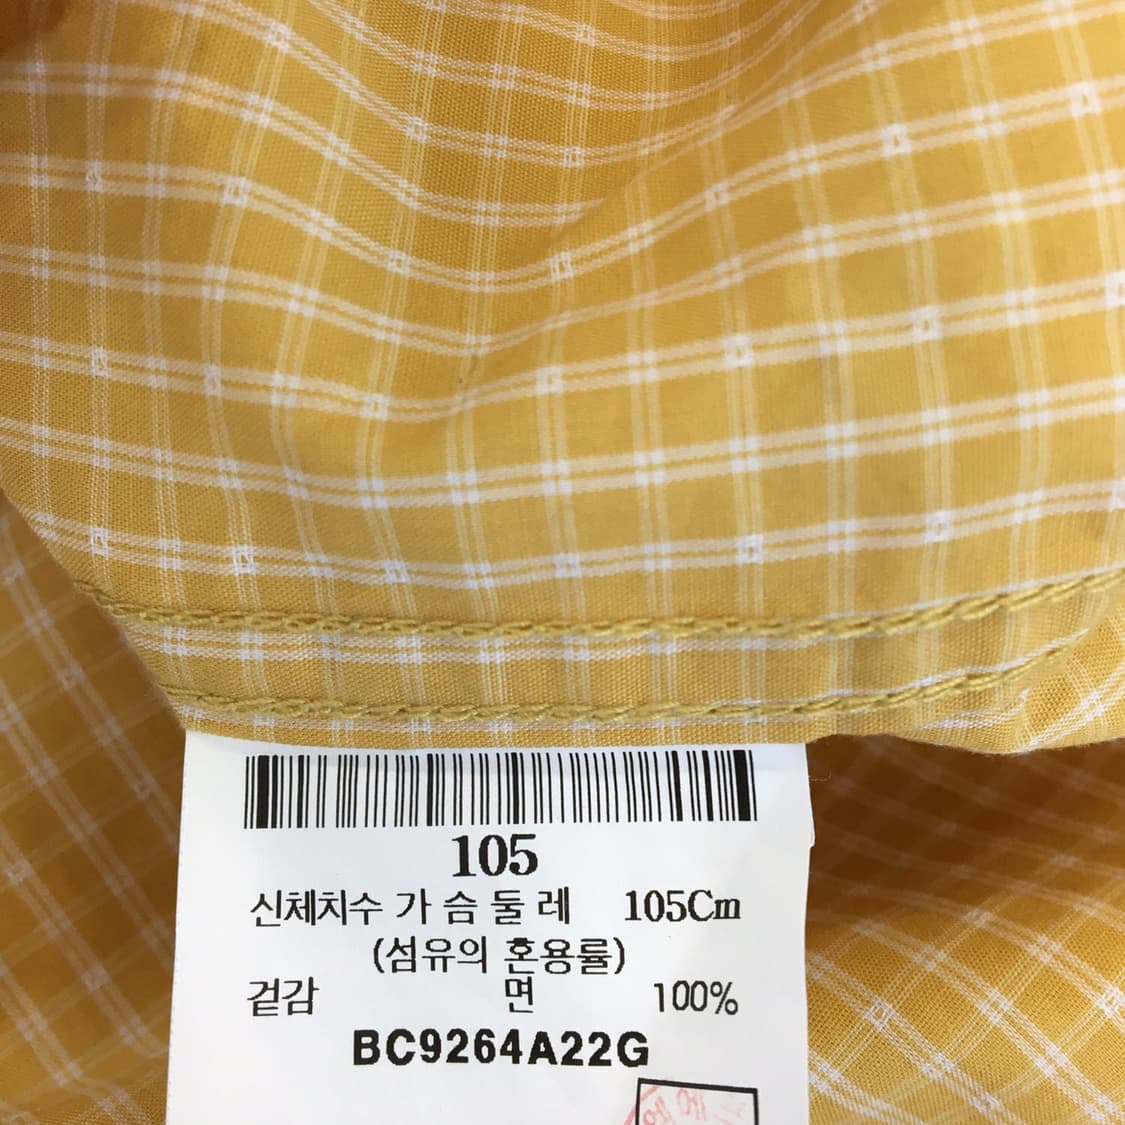 105
신체치수 가 슴 둘 레 105Cm
(섬유의 혼용률)
겉감 면 100%
BC9264A22G